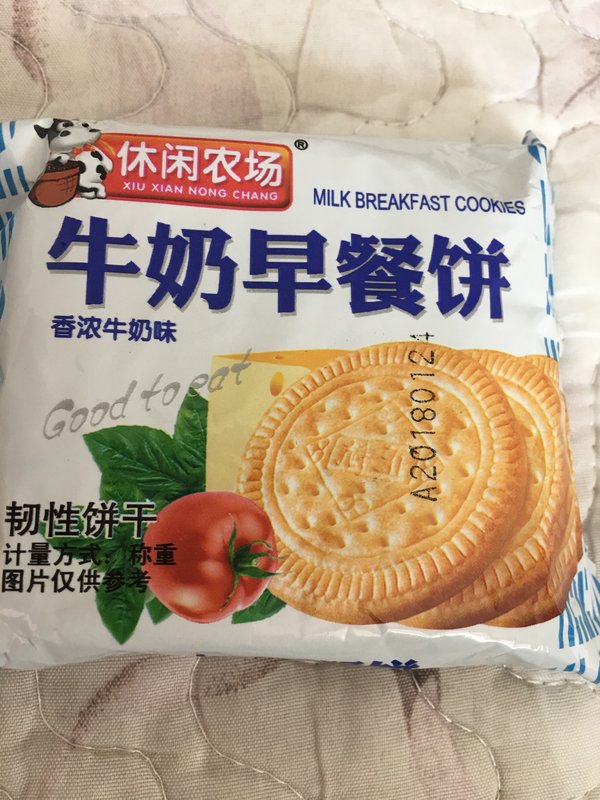 休闲农场®
XIU XIAN NONG CHANG
MILK BREAKFAST COOKIES
牛奶早餐饼
香浓牛奶味
Good to eat
A20180124
韧性饼干
计量方式：称重
图片仅供参考
饼